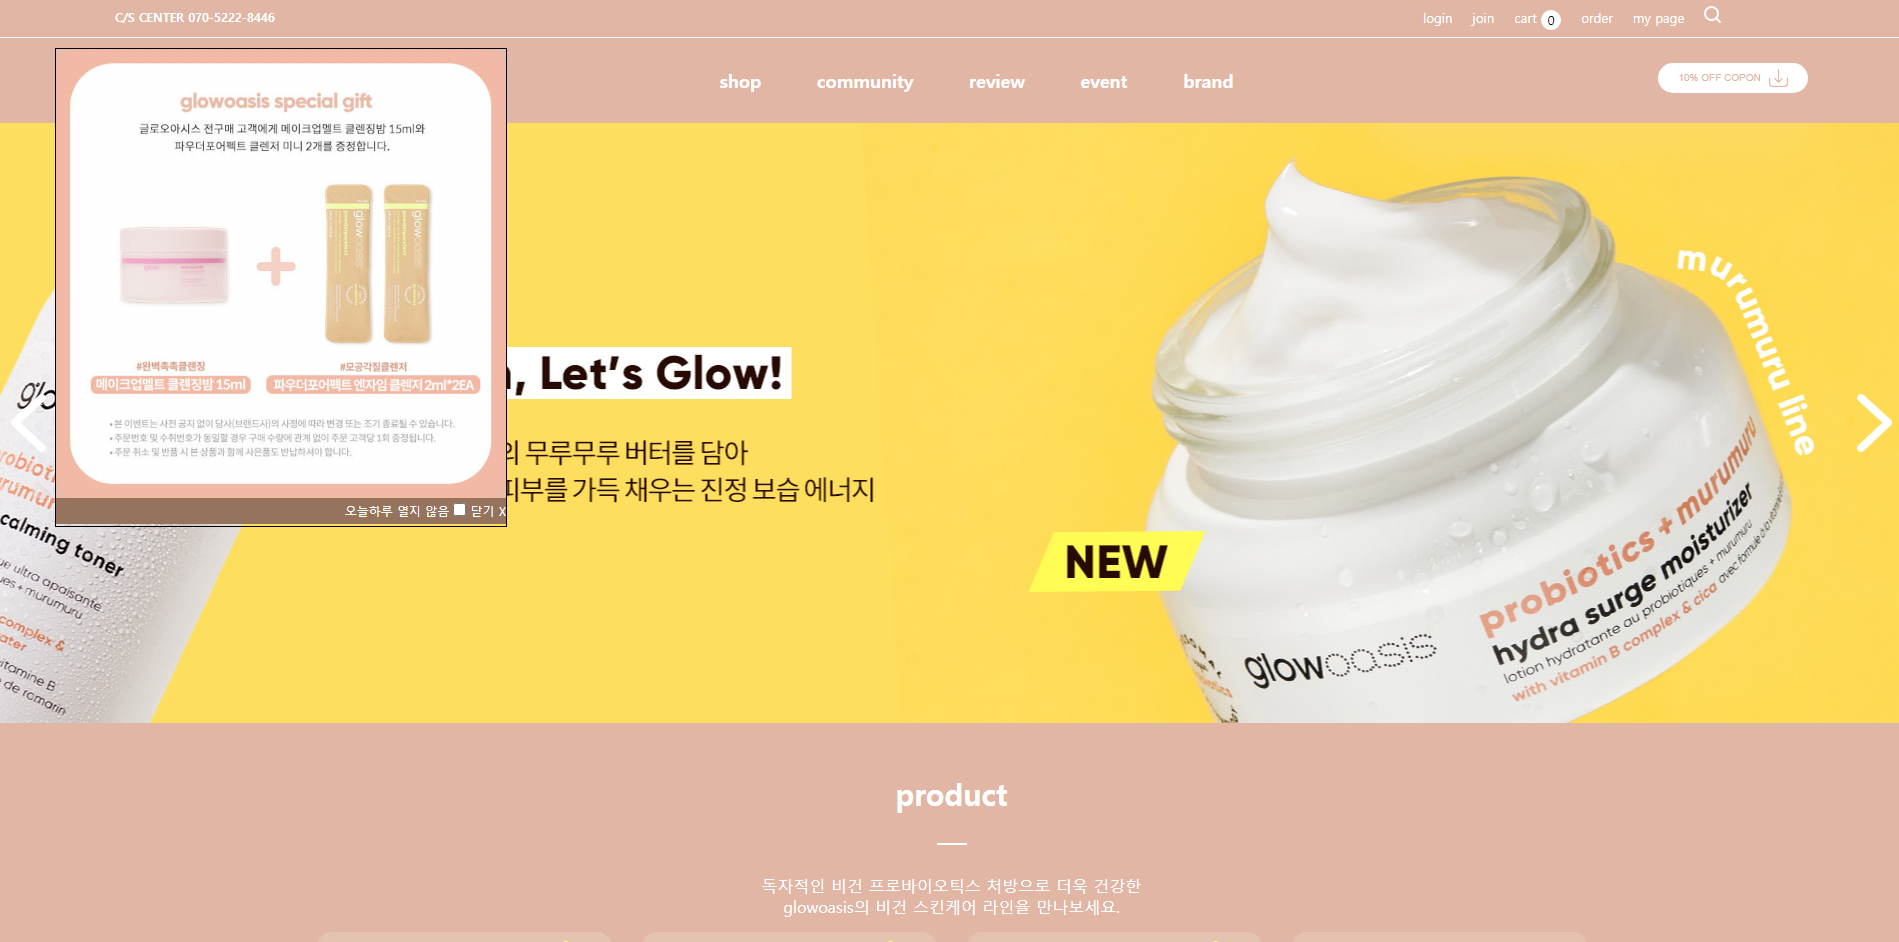 C/S CENTER 070-5222-8446
login join cart 0 order my page
shop community review event brand
10% OFF COPON
glowoasis special gift
글로오아시스 전구매 고객에게 메이크업멜트 클렌징밤 15ml와
파우더포어펙트 클렌저 미니 2개를 증정합니다.
glow
glowoasis
glowoasis
#완벽촉촉클렌징
메이크업멜트 클렌징밤 15ml
#모공각질클렌저
파우더포어펙트 엔자임 클렌저 2ml*2EA
• 본 이벤트는 사전 공지 없이 당사(브랜드사)의 사정에 따라 변경 또는 조기 종료될 수 있습니다.
• 주문번호 및 수취번호가 동일할 경우 구매 수량에 관계 없이 주문 고객당 1회 증정됩니다.
• 주문 취소 및 반품 시 본 상품과 함께 사은품도 반납하셔야 합니다.
오늘하루 열지 않음 닫기 X
, Let’s Glow!
의 무루무루 버터를 담아
피부를 가득 채우는 진정 보습 에너지
NEW
murumuru line
glowoasis
probiotics + murumuru
hydra surge moisturizer
lotion hydratante au probiotiques + murumuru
with vitamin B complex & cica
calming toner
ue ultra apaisante
ues + murumuru
complex &
ater
vitamine B
de romarin
product
독자적인 비건 프로바이오틱스 처방으로 더욱 건강한
glowoasis의 비건 스킨케어 라인을 만나보세요.